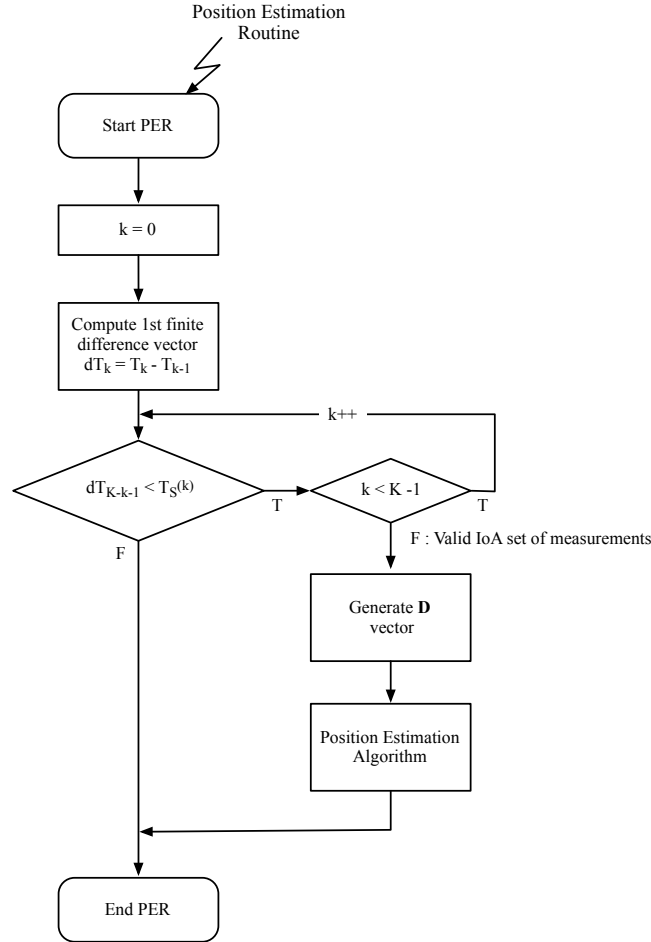 Position Estimation
Routine
Start PER
k = 0
Compute 1st finite
difference vector
dTk = Tk - Tk-1
k++
dTK-k-1 < TS(k)
T
k < K -1
T
F
F : Valid IoA set of measurements
Generate D
vector
Position Estimation
Algorithm
End PER